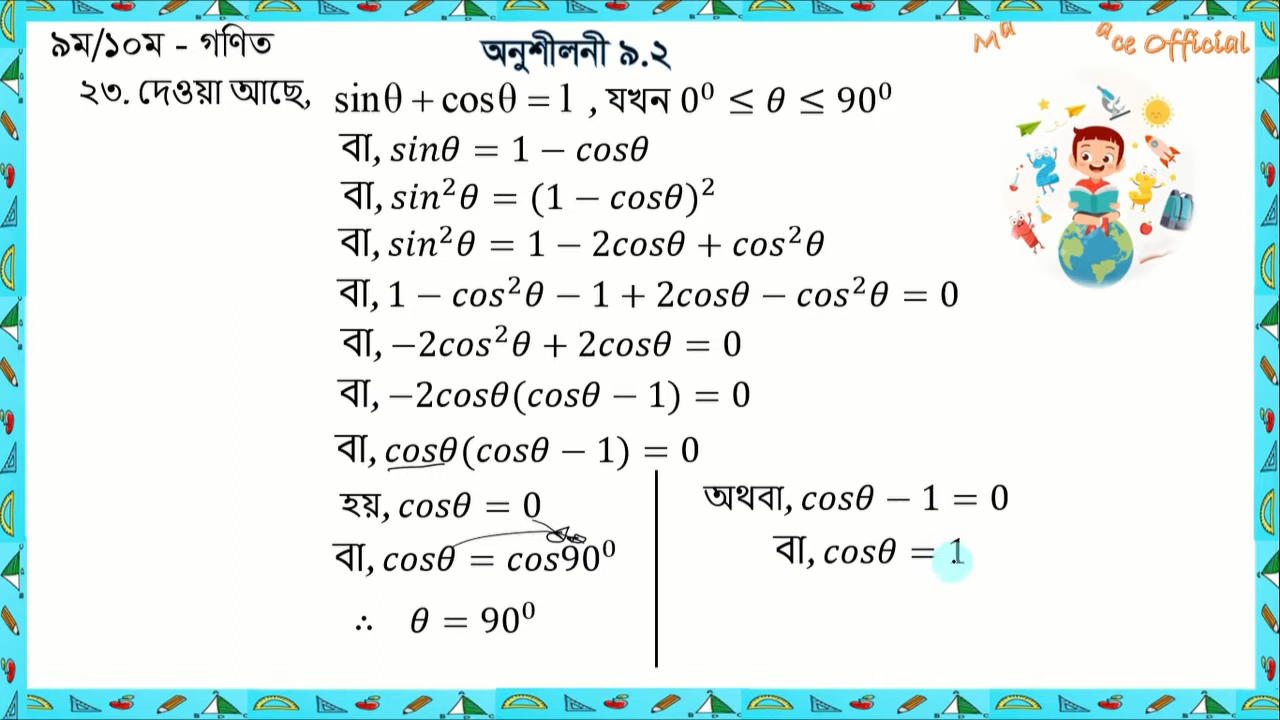 ৯ম/১০ম - গণিত
অনুশীলনী ৯.২
Ma ace Official
২৩. দেওয়া আছে, sinθ + cosθ = 1 , যখন 0⁰ ≤ θ ≤ 90⁰
বা, sinθ = 1 − cosθ
বা, sin²θ = (1 − cosθ)²
বা, sin²θ = 1 − 2cosθ + cos²θ
বা, 1 − cos²θ − 1 + 2cosθ − cos²θ = 0
বা, −2cos²θ + 2cosθ = 0
বা, −2cosθ(cosθ − 1) = 0
বা, cosθ(cosθ − 1) = 0
হয়, cosθ = 0
বা, cosθ = cos90⁰
∴ θ = 90⁰
অথবা, cosθ − 1 = 0
বা, cosθ = 1